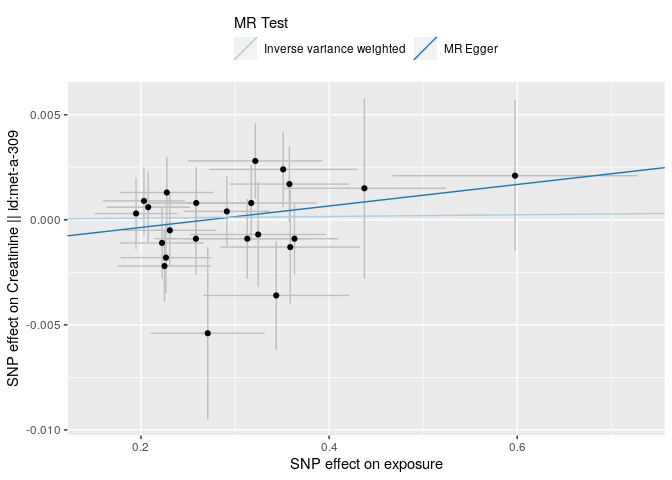 MR Test
Inverse variance weighted MR Egger
SNP effect on Creatinine || id:met-a-309
0.005
0.000
-0.005
-0.010
0.2 0.4 0.6
SNP effect on exposure